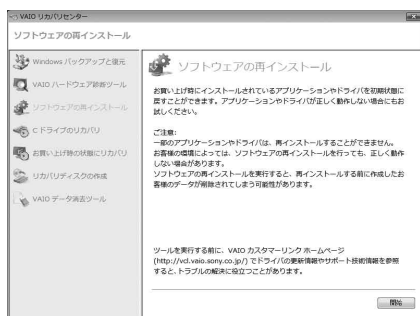 VAIO リカバリセンター
ソフトウェアの再インストール
Windows バックアップと復元
VAIO ハードウェア診断ツール
ソフトウェアの再インストール
C ドライブのリカバリ
お買い上げ時の状態にリカバリ
リカバリディスクの作成
VAIO データ消去ツール
ソフトウェアの再インストール
お買い上げ時にインストールされているアプリケーションやドライバを初期状態に
戻すことができます。アプリケーションやドライバが正しく動作しない場合にもお
試しください。
ご注意:
一部のアプリケーションやドライバは、再インストールすることができません。
お客様の環境によっては、ソフトウェアの再インストールを行っても、正しく動作
しない場合があります。
ソフトウェアの再インストールを実行すると、再インストールする前に作成したお
客様のデータが削除されてしまう可能性があります。
ツールを実行する前に、VAIO カスタマーリンク ホームページ
(http://vcl.vaio.sony.co.jp/) でドライバの更新情報やサポート技術情報を参照
すると、トラブルの解決に役立つことがあります。
開始